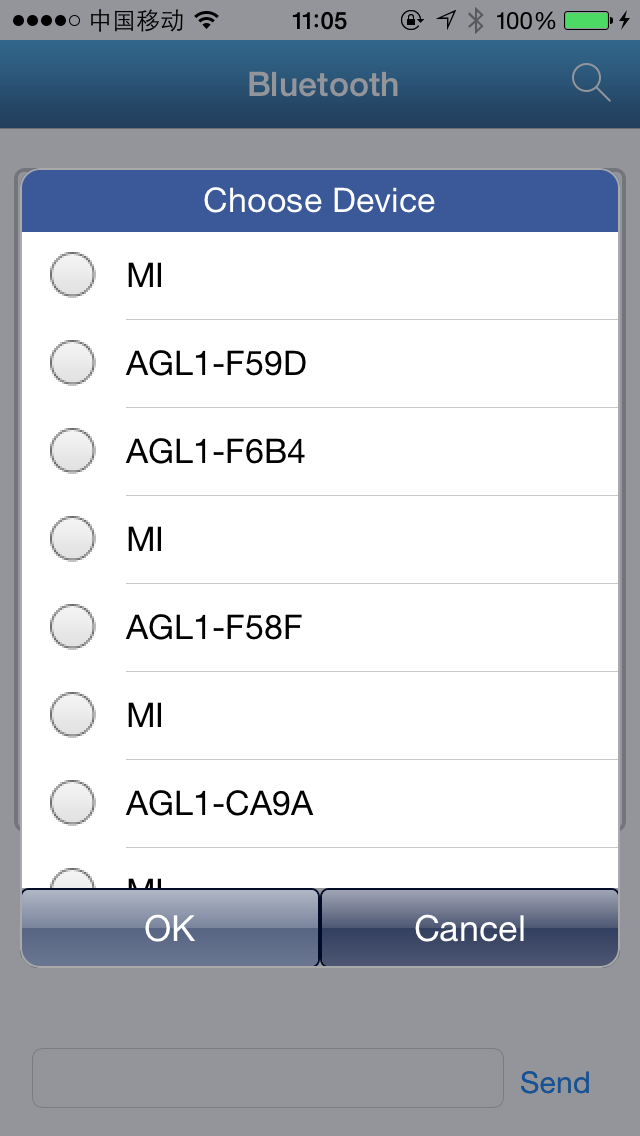 中国移动 11:05 100%
Bluetooth
Choose Device
MI
AGL1-F59D
AGL1-F6B4
MI
AGL1-F58F
MI
AGL1-CA9A
MI
OK Cancel
Send